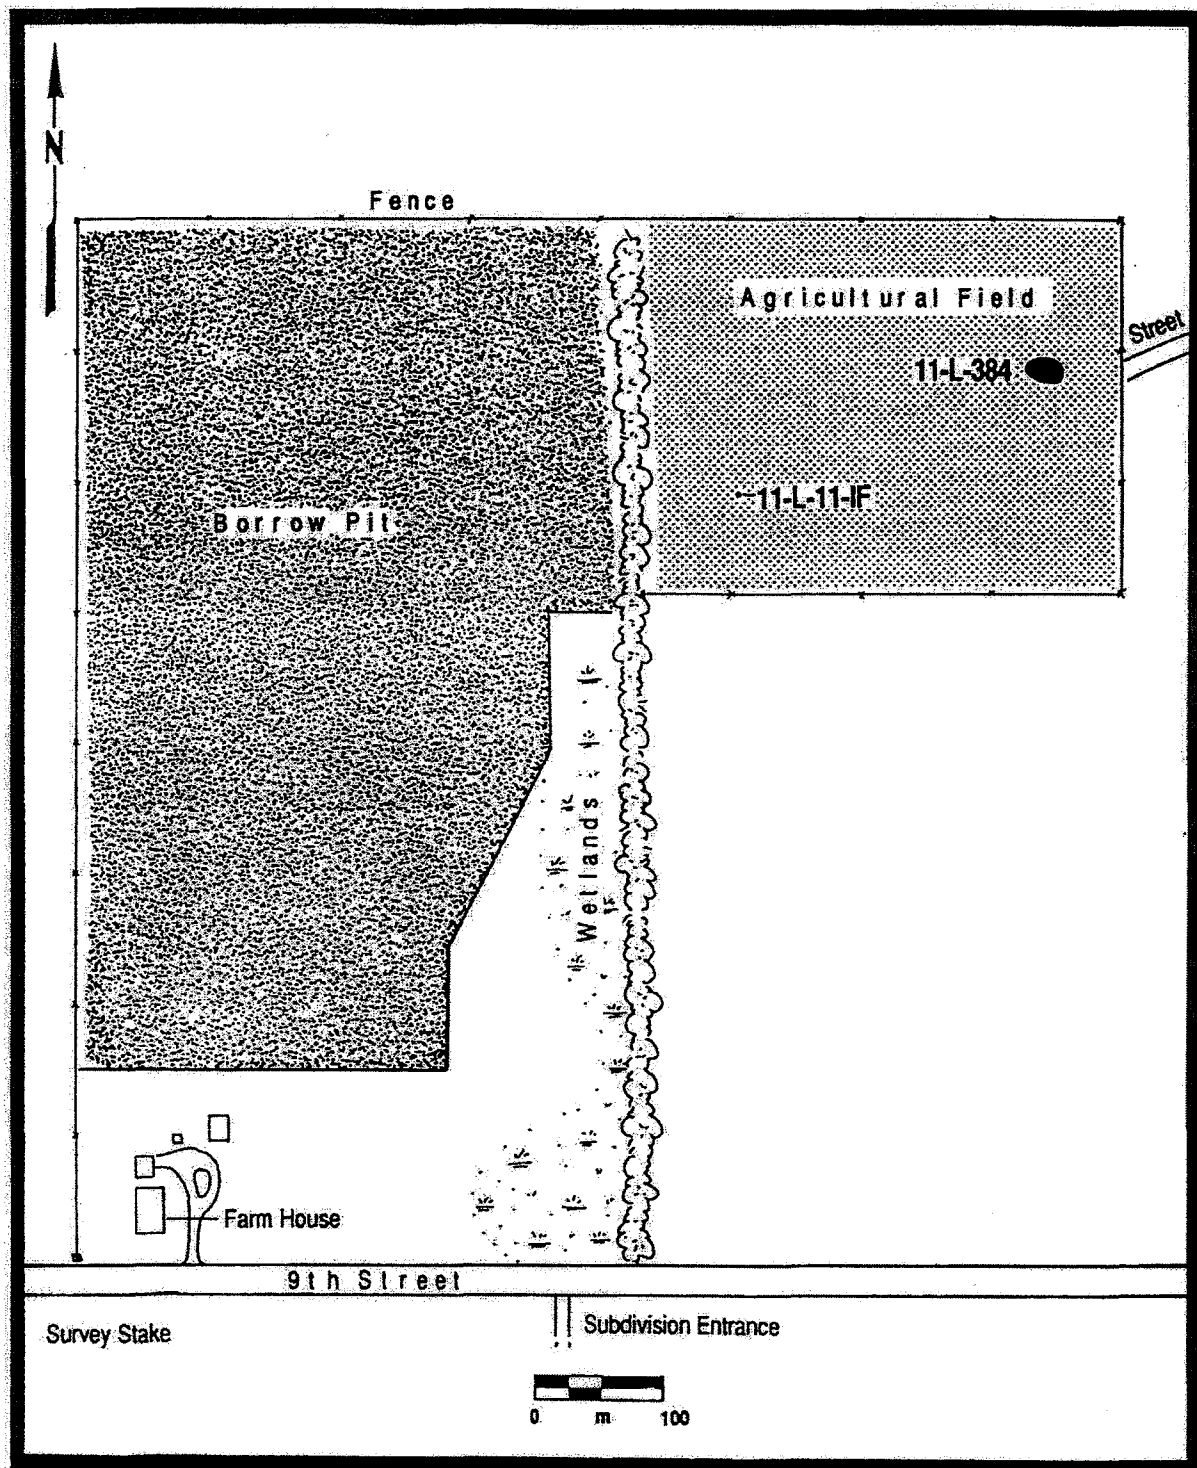 N
Fence
Agricultural Field
Street
11-L-384
11-L-11-IF
Borrow Pit
Wetlands
Farm House
9th Street
Survey Stake
Subdivision Entrance
0 m 100